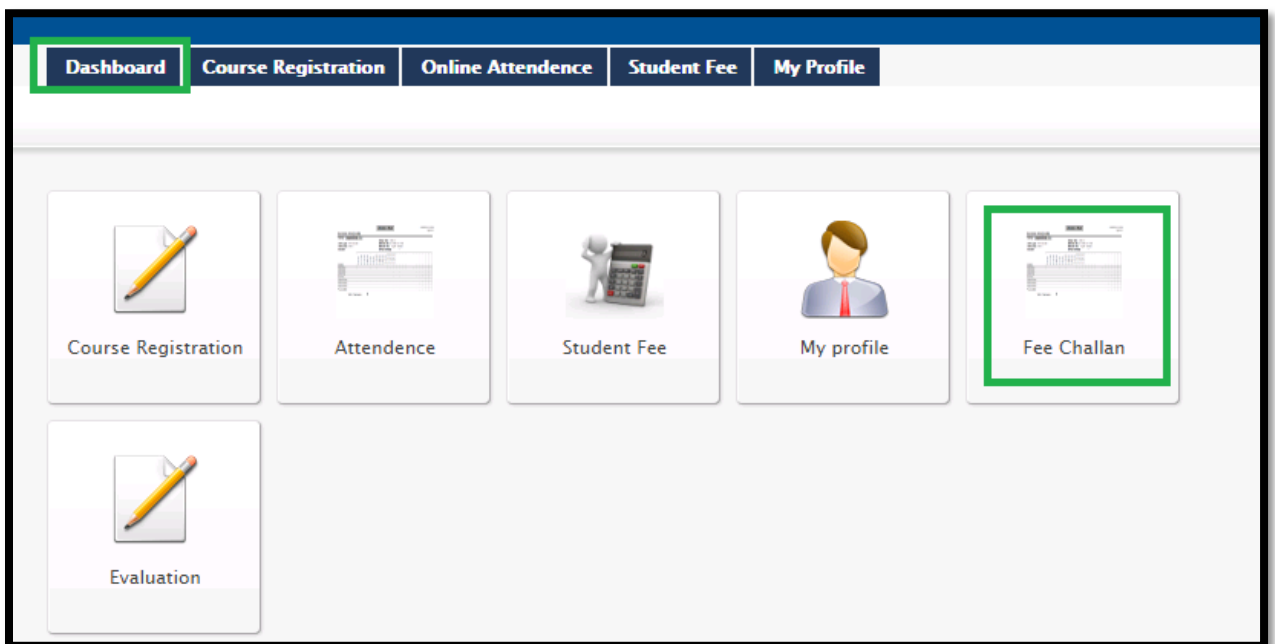 Dashboard Course Registration Online Attendence Student Fee My Profile
Course Registration Attendence Student Fee My profile Fee Challan
Evaluation